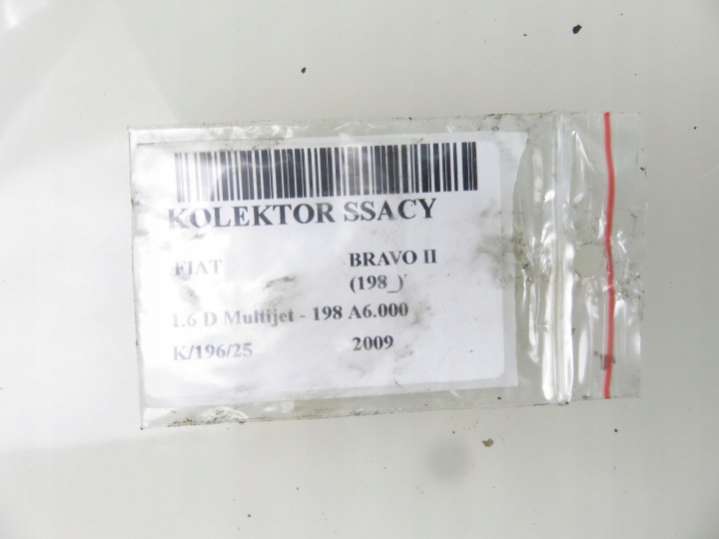 KOLEKTOR SSACY
FIAT BRAVO II
(198_)
1.6 D Multijet - 198 A6.000
K/196/25 2009